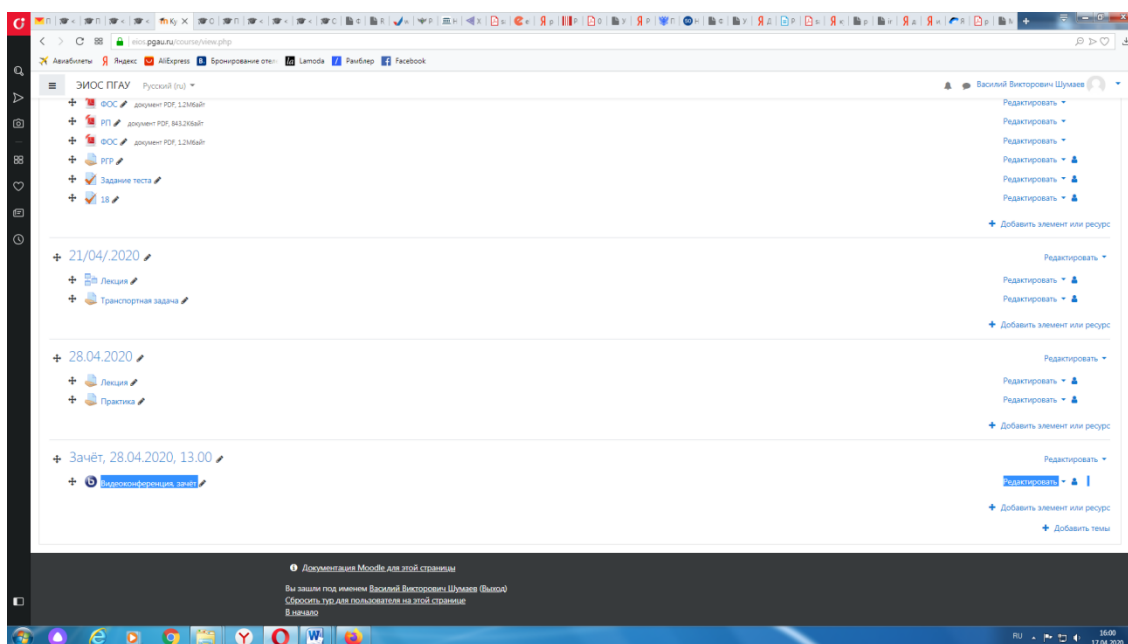 eios.pgau.ru/course/view.php
Авиабилеты Яндекс AliExpress Бронирование отел Lamoda Рамблер Facebook
ЭИОС ПГАУ Русский (ru) Василий Викторович Шумаев
ФОС документ PDF, 1.2Мбайт Редактировать
РП документ PDF, 843.2Кбайт Редактировать
ФОС документ PDF, 1.2Мбайт Редактировать
РГР Редактировать
Задание теста Редактировать
18 Редактировать
+ Добавить элемент или ресурс
21/04/.2020 Редактировать
Лекция Редактировать
Транспортная задача Редактировать
+ Добавить элемент или ресурс
28.04.2020 Редактировать
Лекция Редактировать
Практика Редактировать
+ Добавить элемент или ресурс
Зачёт, 28.04.2020, 13.00 Редактировать
Видеоконференция, зачёт Редактировать
+ Добавить элемент или ресурс
+ Добавить темы
Документация Moodle для этой страницы
Вы зашли под именем Василий Викторович Шумаев (Выход)
Сбросить тур для пользователя на этой странице
В начало
RU 16:00
17.04.2020